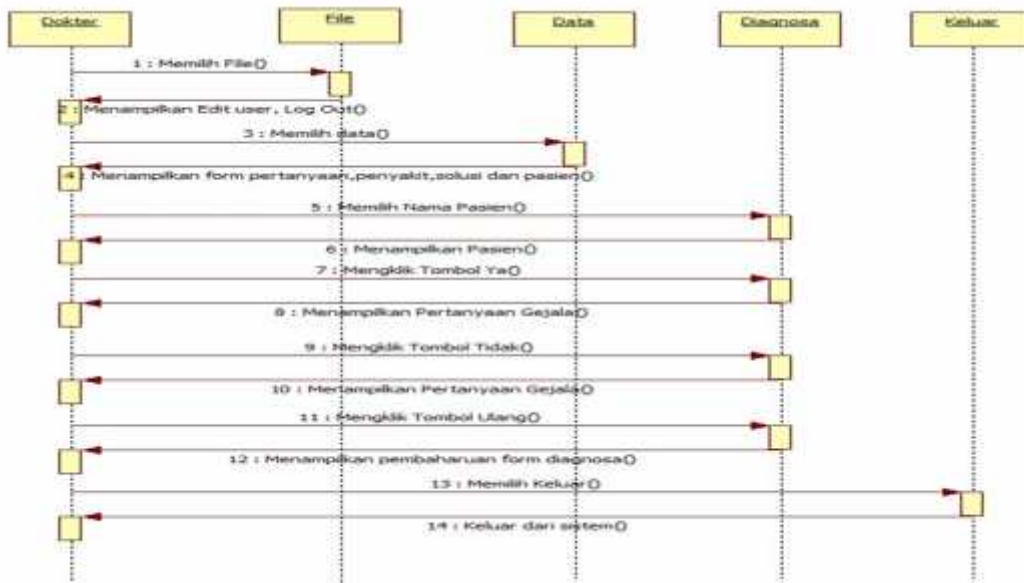 Dokter
File
Data
Diagnosa
Keluar
1 : Memilih File()
2 : Menampilkan Edit user, Log Out()
3 : Memilih data()
4 : Menampilkan form pertanyaan,penyakit,solusi dan pasien()
5 : Memilih Nama Pasien()
6 : Menampilkan Pasien()
7 : Mengklik Tombol Ya()
8 : Menampilkan Pertanyaan Gejala()
9 : Mengklik Tombol Tidak()
10 : Menampilkan Pertanyaan Gejala()
11 : Mengklik Tombol Ulang()
12 : Menampilkan pembaharuan form diagnosa()
13 : Memilih Keluar()
14 : Keluar dari sistem()